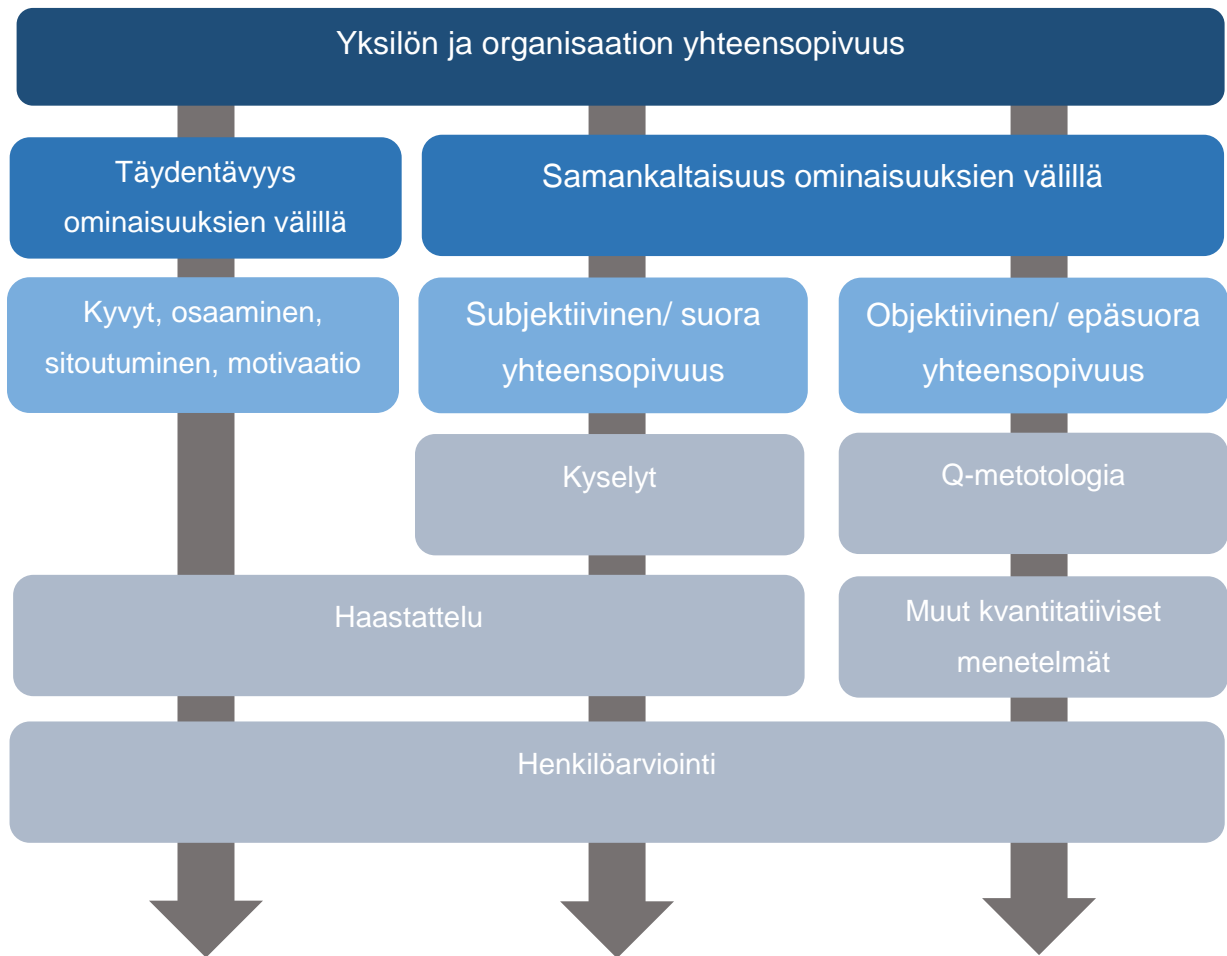 Yksilön ja organisaation yhteensopivuus
Täydentävyys
ominaisuuksien välillä
Samankaltaisuus ominaisuuksien välillä
Kyvyt, osaaminen,
sitoutuminen, motivaatio
Subjektiivinen/ suora
yhteensopivuus
Objektiivinen/ epäsuora
yhteensopivuus
Kyselyt
Q-metotologia
Haastattelu
Muut kvantitatiiviset
menetelmät
Henkilöarviointi